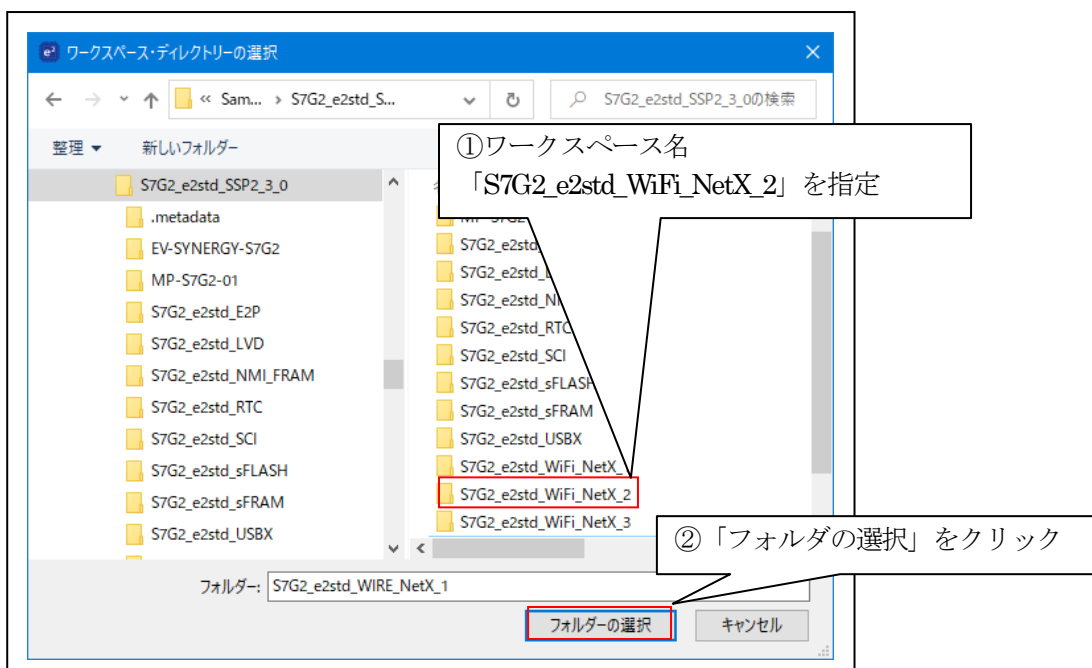 e² ワークスペース・ディレクトリーの選択
« Sam... › S7G2_e2std_S...
S7G2_e2std_SSP2_3_0の検索
整理 新しいフォルダー
①ワークスペース名
「S7G2_e2std_WiFi_NetX_2」を指定
S7G2_e2std_SSP2_3_0
.metadata
EV-SYNERGY-S7G2
MP-S7G2-01
S7G2_e2std_E2P
S7G2_e2std_LVD
S7G2_e2std_NMI_FRAM
S7G2_e2std_RTC
S7G2_e2std_SCI
S7G2_e2std_sFLASH
S7G2_e2std_sFRAM
S7G2_e2std_USBX
S7G2_e2std_
S7G2_e2std_
S7G2_e2std_
S7G2_e2std_RTC
S7G2_e2std_SCI
S7G2_e2std_sFLASH
S7G2_e2std_sFRAM
S7G2_e2std_USBX
S7G2_e2std_WiFi_NetX_
S7G2_e2std_WiFi_NetX_2
S7G2_e2std_WiFi_NetX_3
②「フォルダの選択」をクリック
フォルダー: S7G2_e2std_WIRE_NetX_1
フォルダーの選択 キャンセル